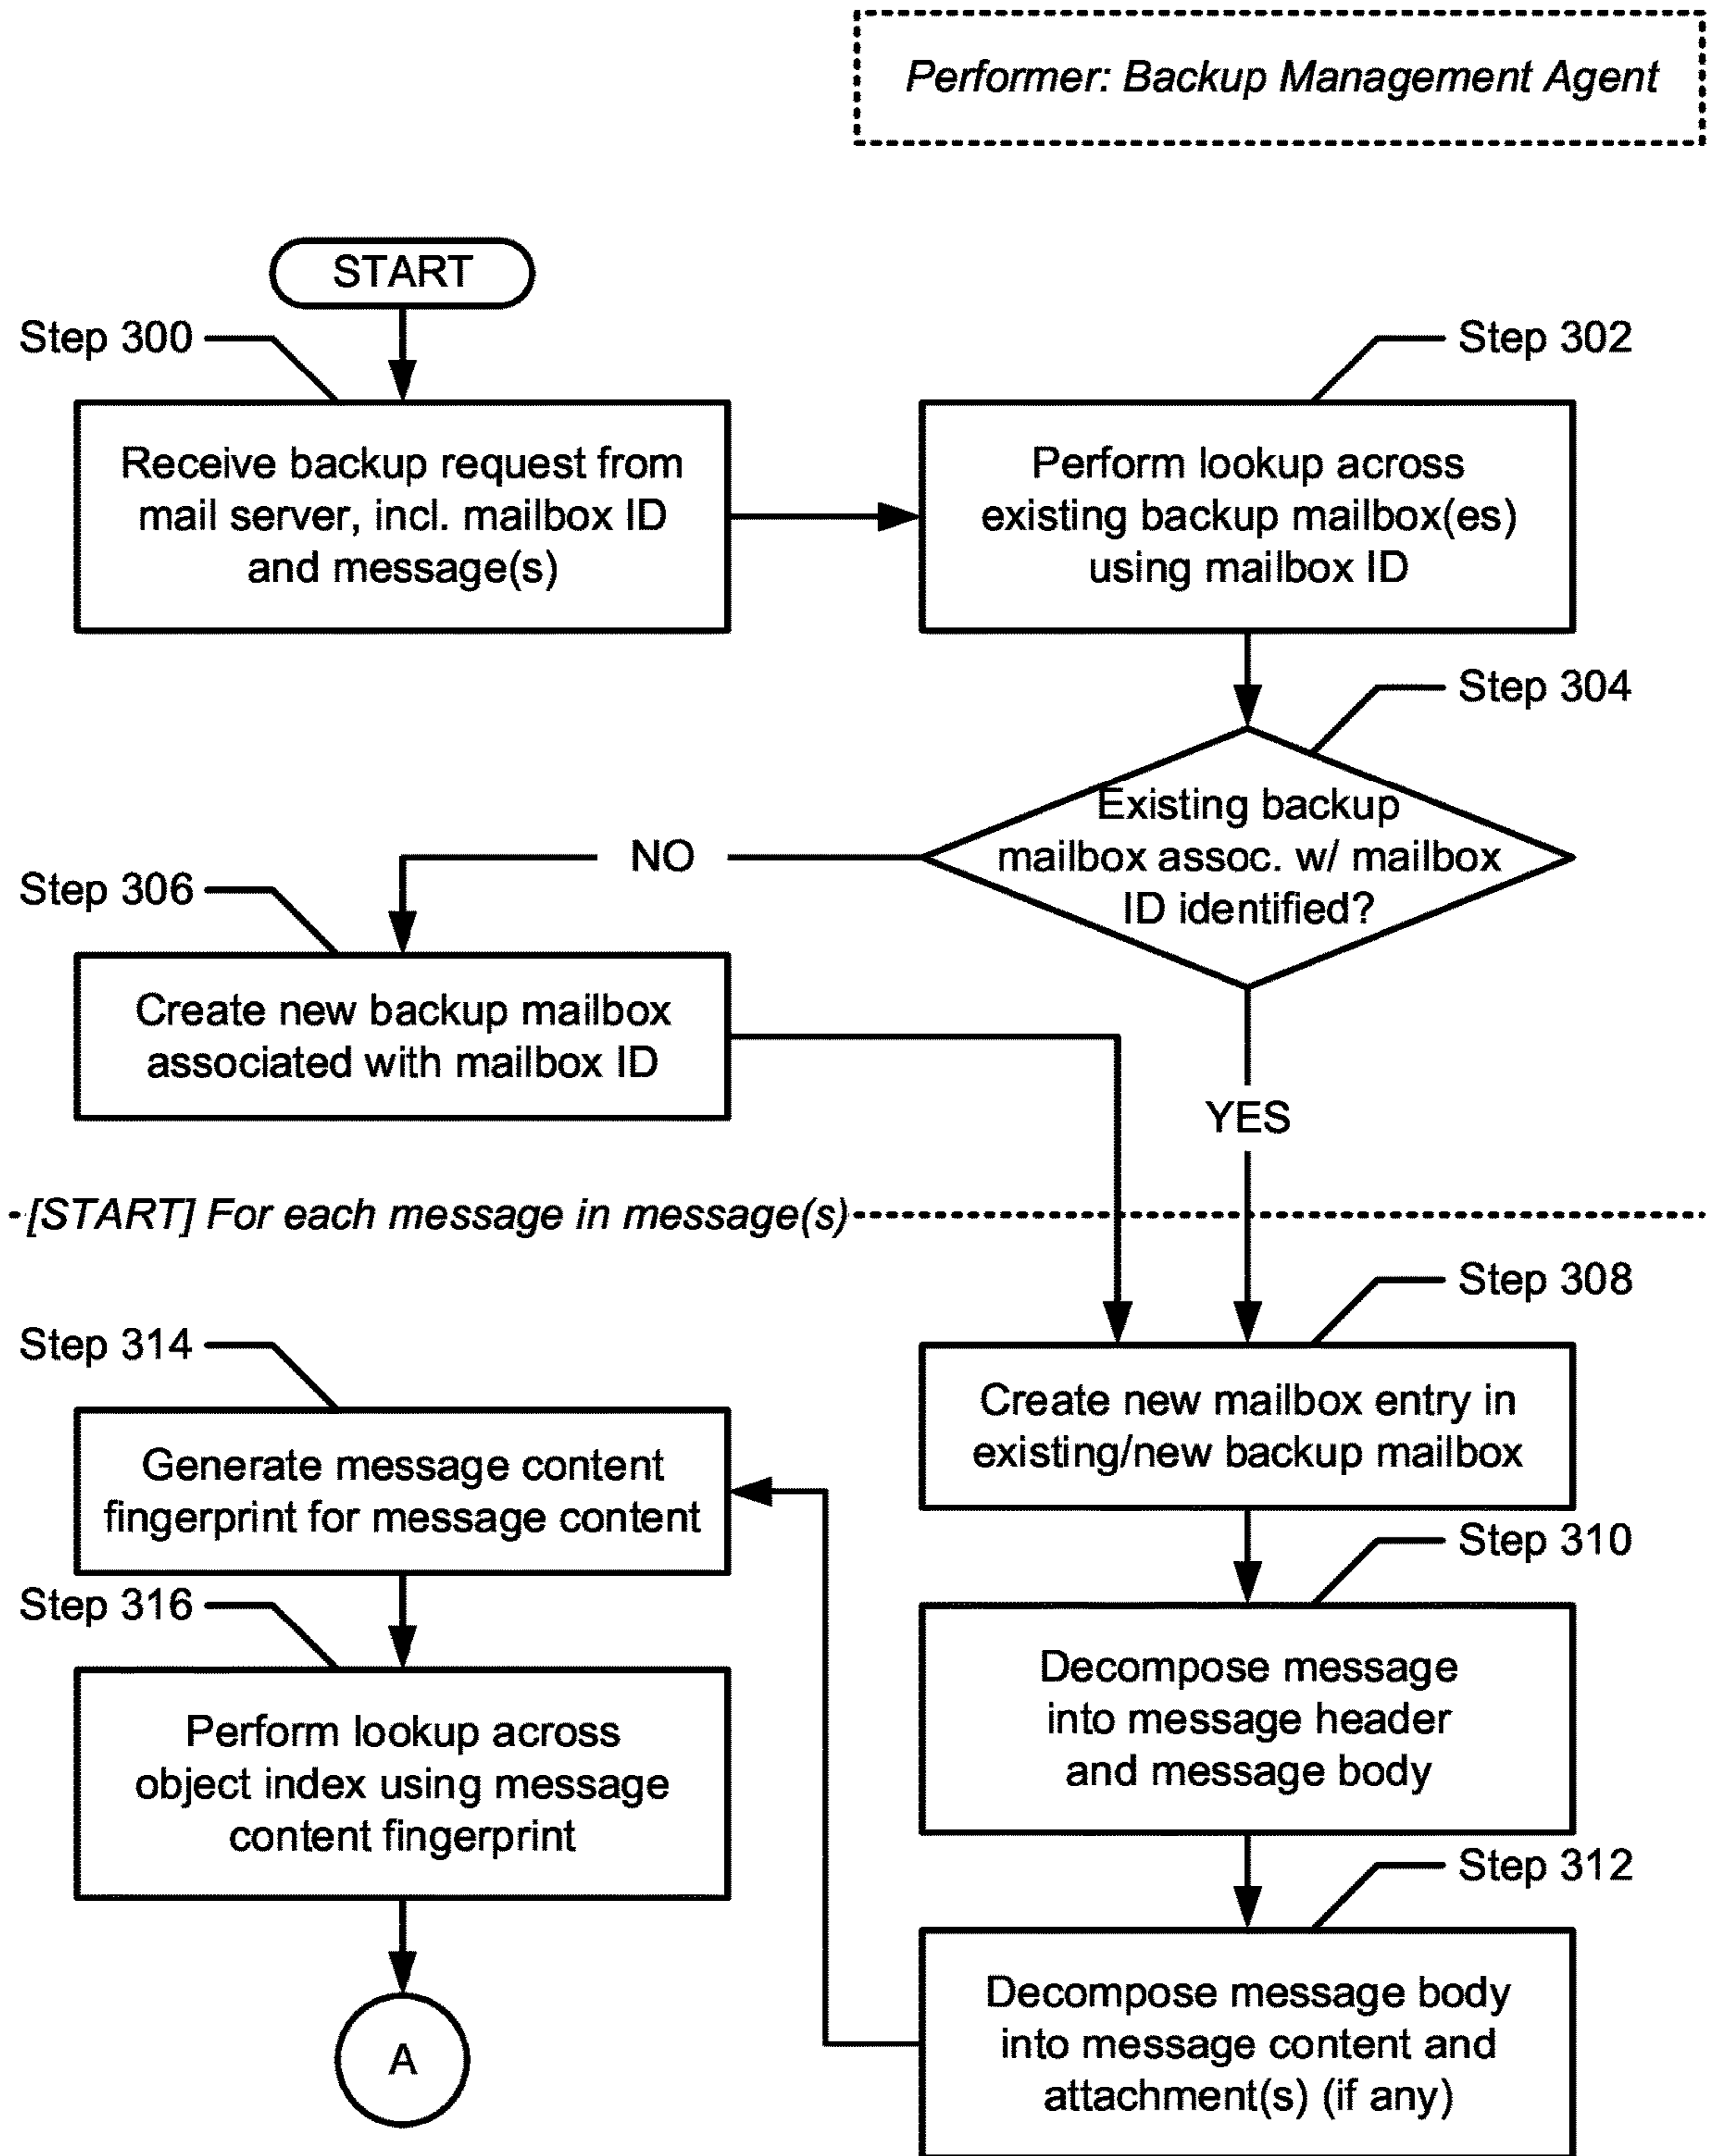 Performer: Backup Management Agent
START
Step 300
Receive backup request from
mail server, incl. mailbox ID
and message(s)
Step 302
Perform lookup across
existing backup mailbox(es)
using mailbox ID
Step 304
Existing backup
mailbox assoc. w/ mailbox
ID identified?
NO
Step 306
Create new backup mailbox
associated with mailbox ID
YES
[START] For each message in message(s)
Step 308
Create new mailbox entry in
existing/new backup mailbox
Step 310
Decompose message
into message header
and message body
Step 312
Decompose message body
into message content and
attachment(s) (if any)
Step 314
Generate message content
fingerprint for message content
Step 316
Perform lookup across
object index using message
content fingerprint
A